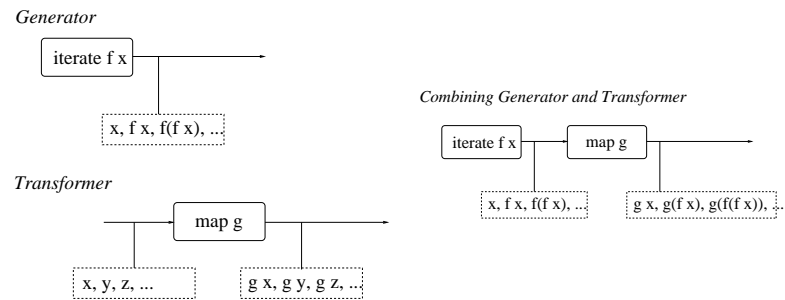 Generator
iterate f x
x, f x, f(f x), ...
Transformer
map g
x, y, z, ...
g x, g y, g z, ...
Combining Generator and Transformer
iterate f x
map g
x, f x, f(f x), ...
g x, g(f x), g(f(f x)), ...